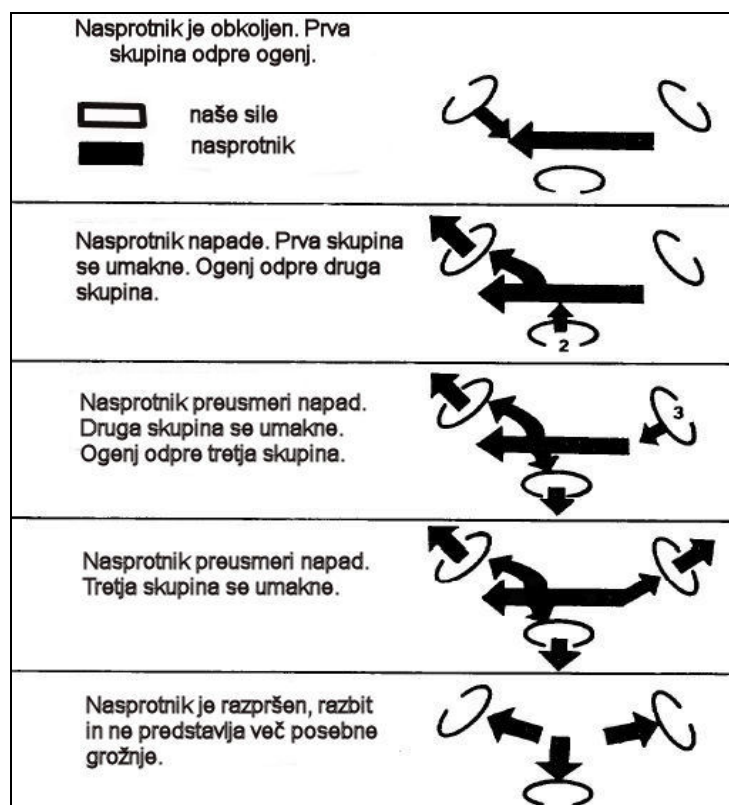 Nasprotnik je obkoljen. Prva
skupina odpre ogenj.
naše sile
nasprotnik
Nasprotnik napade. Prva skupina
se umakne. Ogenj odpre druga
skupina.
2
Nasprotnik preusmeri napad.
Druga skupina se umakne.
Ogenj odpre tretja skupina.
3
Nasprotnik preusmeri napad.
Tretja skupina se umakne.
Nasprotnik je razpršen, razbit
in ne predstavlja več posebne
grožnje.